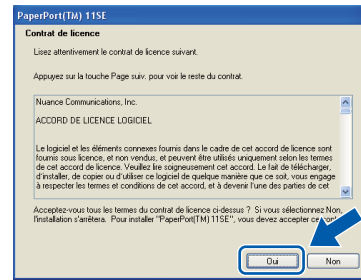 PaperPort(TM) 11SE
Contrat de licence
Lisez attentivement le contrat de licence suivant.
Appuyez sur la touche Page suiv. pour voir le reste du contrat.
Nuance Communications, Inc.
ACCORD DE LICENCE LOGICIEL
Le logiciel et les éléments connexes fournis dans le cadre de cet accord de licence sont
fournis sous licence, et non vendus, et peuvent être utilisés uniquement selon les termes
de cet accord de licence. Veuillez lire soigneusement cet accord. Le fait de télécharger,
d'installer, de copier ou d'utiliser ce logiciel de quelque manière que ce soit, vous engage
à respecter les termes et conditions de cet accord, et à devenir l'une des parties de cet
Acceptez-vous tous les termes du contrat de licence ci-dessus ? Si vous sélectionnez Non,
l'installation s'arrêtera. Pour installer "PaperPort(TM) 11SE", vous devez accepter ce
Oui
Non